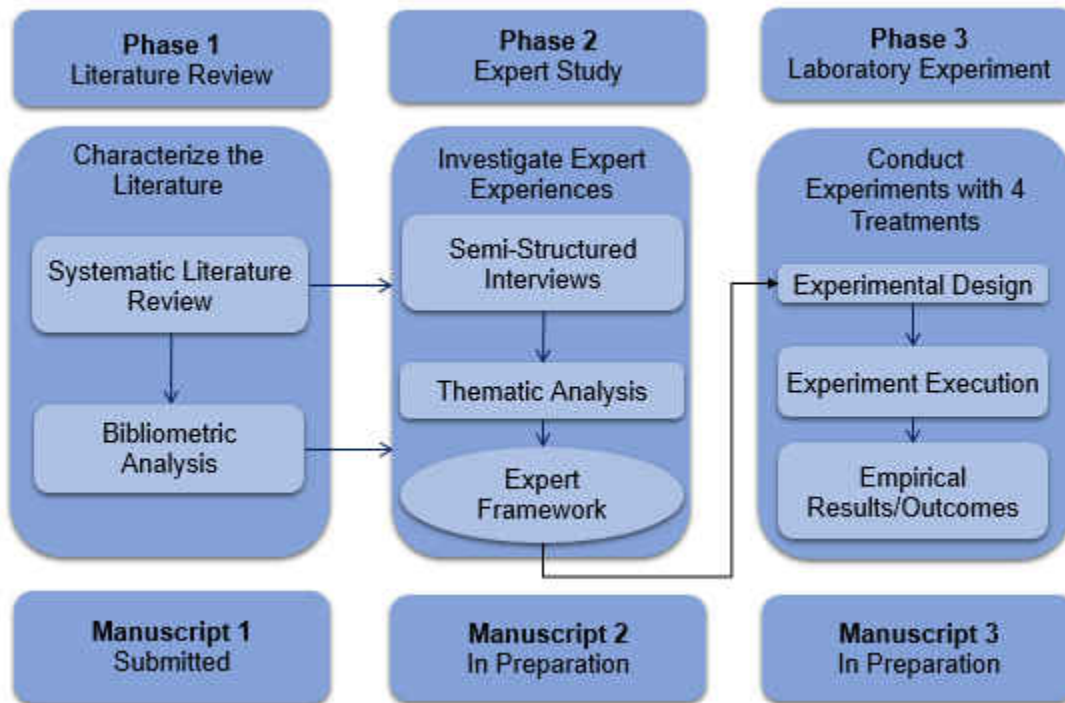 Phase 1
Literature Review
Phase 2
Expert Study
Phase 3
Laboratory Experiment
Characterize the
Literature
Systematic Literature
Review
Bibliometric
Analysis
Investigate Expert
Experiences
Semi-Structured
Interviews
Thematic Analysis
Expert
Framework
Conduct
Experiments with 4
Treatments
Experimental Design
Experiment Execution
Empirical
Results/Outcomes
Manuscript 1
Submitted
Manuscript 2
In Preparation
Manuscript 3
In Preparation